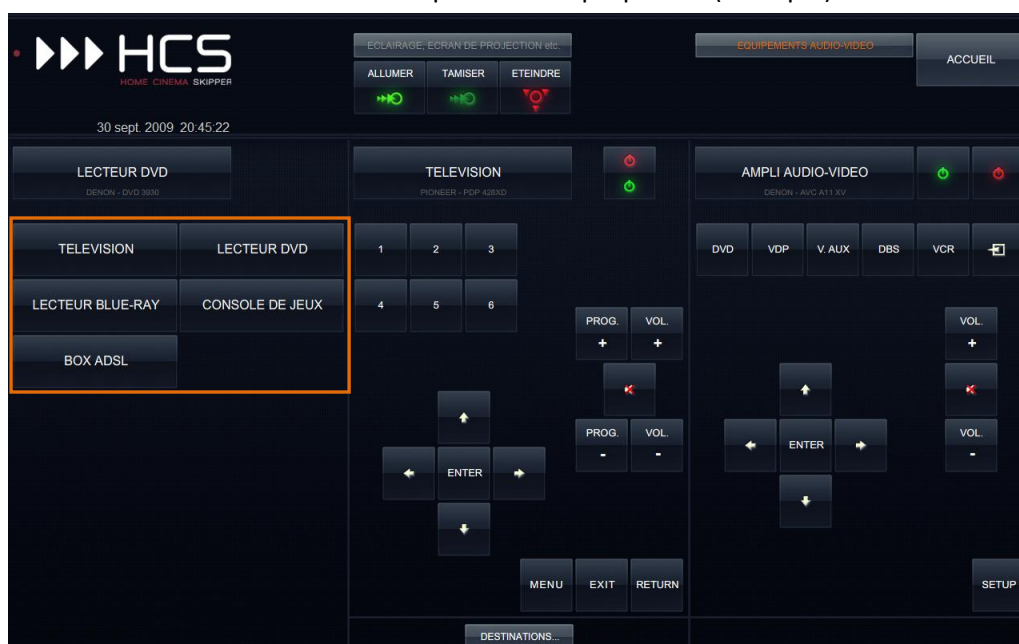 HCS
HOME CINEMA SKIPPER
30 sept. 2009 20:45:22
ECLAIRAGE, ECRAN DE PROJECTION etc.
ALLUMER TAMISER ETEINDRE
EQUIPEMENTS AUDIO-VIDEO
ACCUEIL
LECTEUR DVD
DENON - DVD 3930
TELEVISION
PIONEER - PDP 428XD
AMPLI AUDIO-VIDEO
DENON - AVC A11 XV
TELEVISION LECTEUR DVD
LECTEUR BLUE-RAY CONSOLE DE JEUX
BOX ADSL
1 2 3
4 5 6
PROG. VOL.
+ +
PROG. VOL.
- -
ENTER
MENU EXIT RETURN
DVD VDP V. AUX DBS VCR
VOL.
+
VOL.
-
ENTER
SETUP
DESTINATIONS...